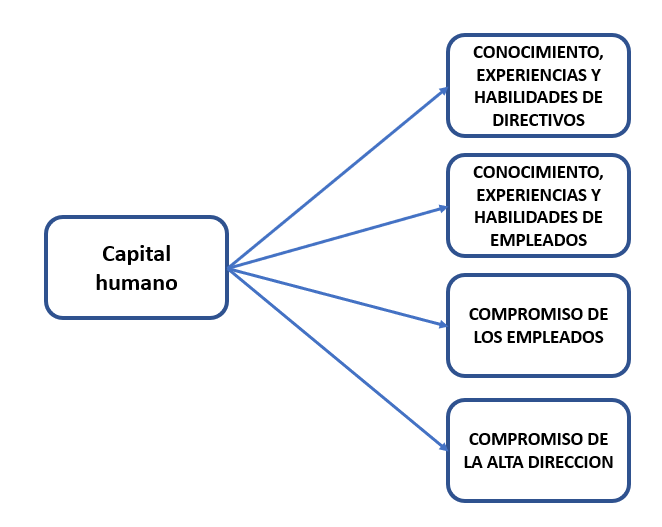 Capital
humano
CONOCIMIENTO,
EXPERIENCIAS Y
HABILIDADES DE
DIRECTIVOS
CONOCIMIENTO,
EXPERIENCIAS Y
HABILIDADES DE
EMPLEADOS
COMPROMISO DE
LOS EMPLEADOS
COMPROMISO DE
LA ALTA DIRECCION